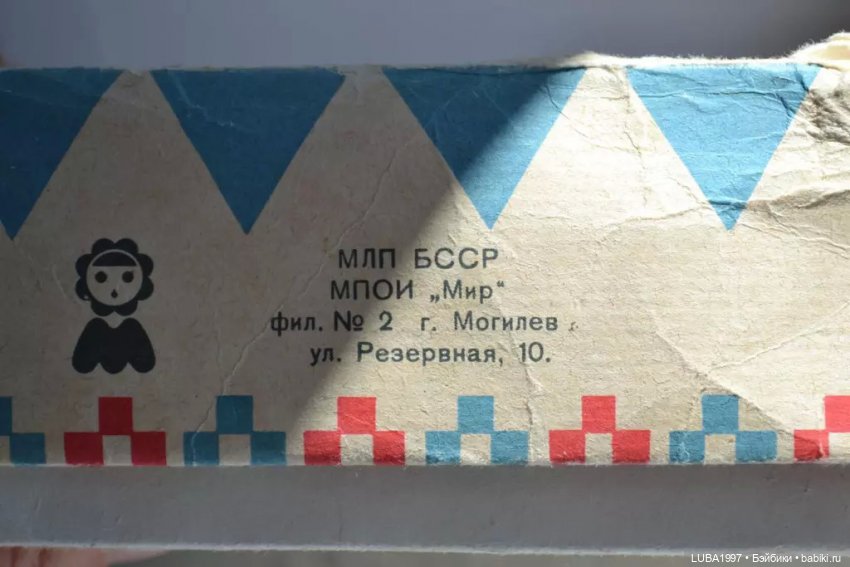 МЛП БССР
МПОИ „Мир“
фил. № 2 г. Могилев
ул. Резервная, 10.
LUBA1997 • Бэйбики • babiki.ru